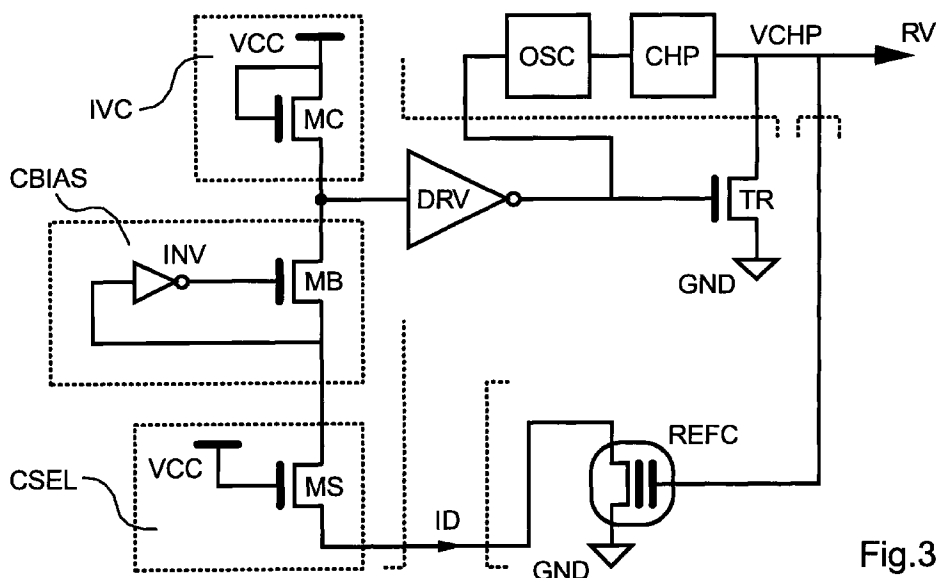 VCC
IVC
MC
OSC
CHP
VCHP
RV
CBIAS
INV
MB
DRV
TR
GND
VCC
CSEL
MS
ID
REFC
GND
Fig.3